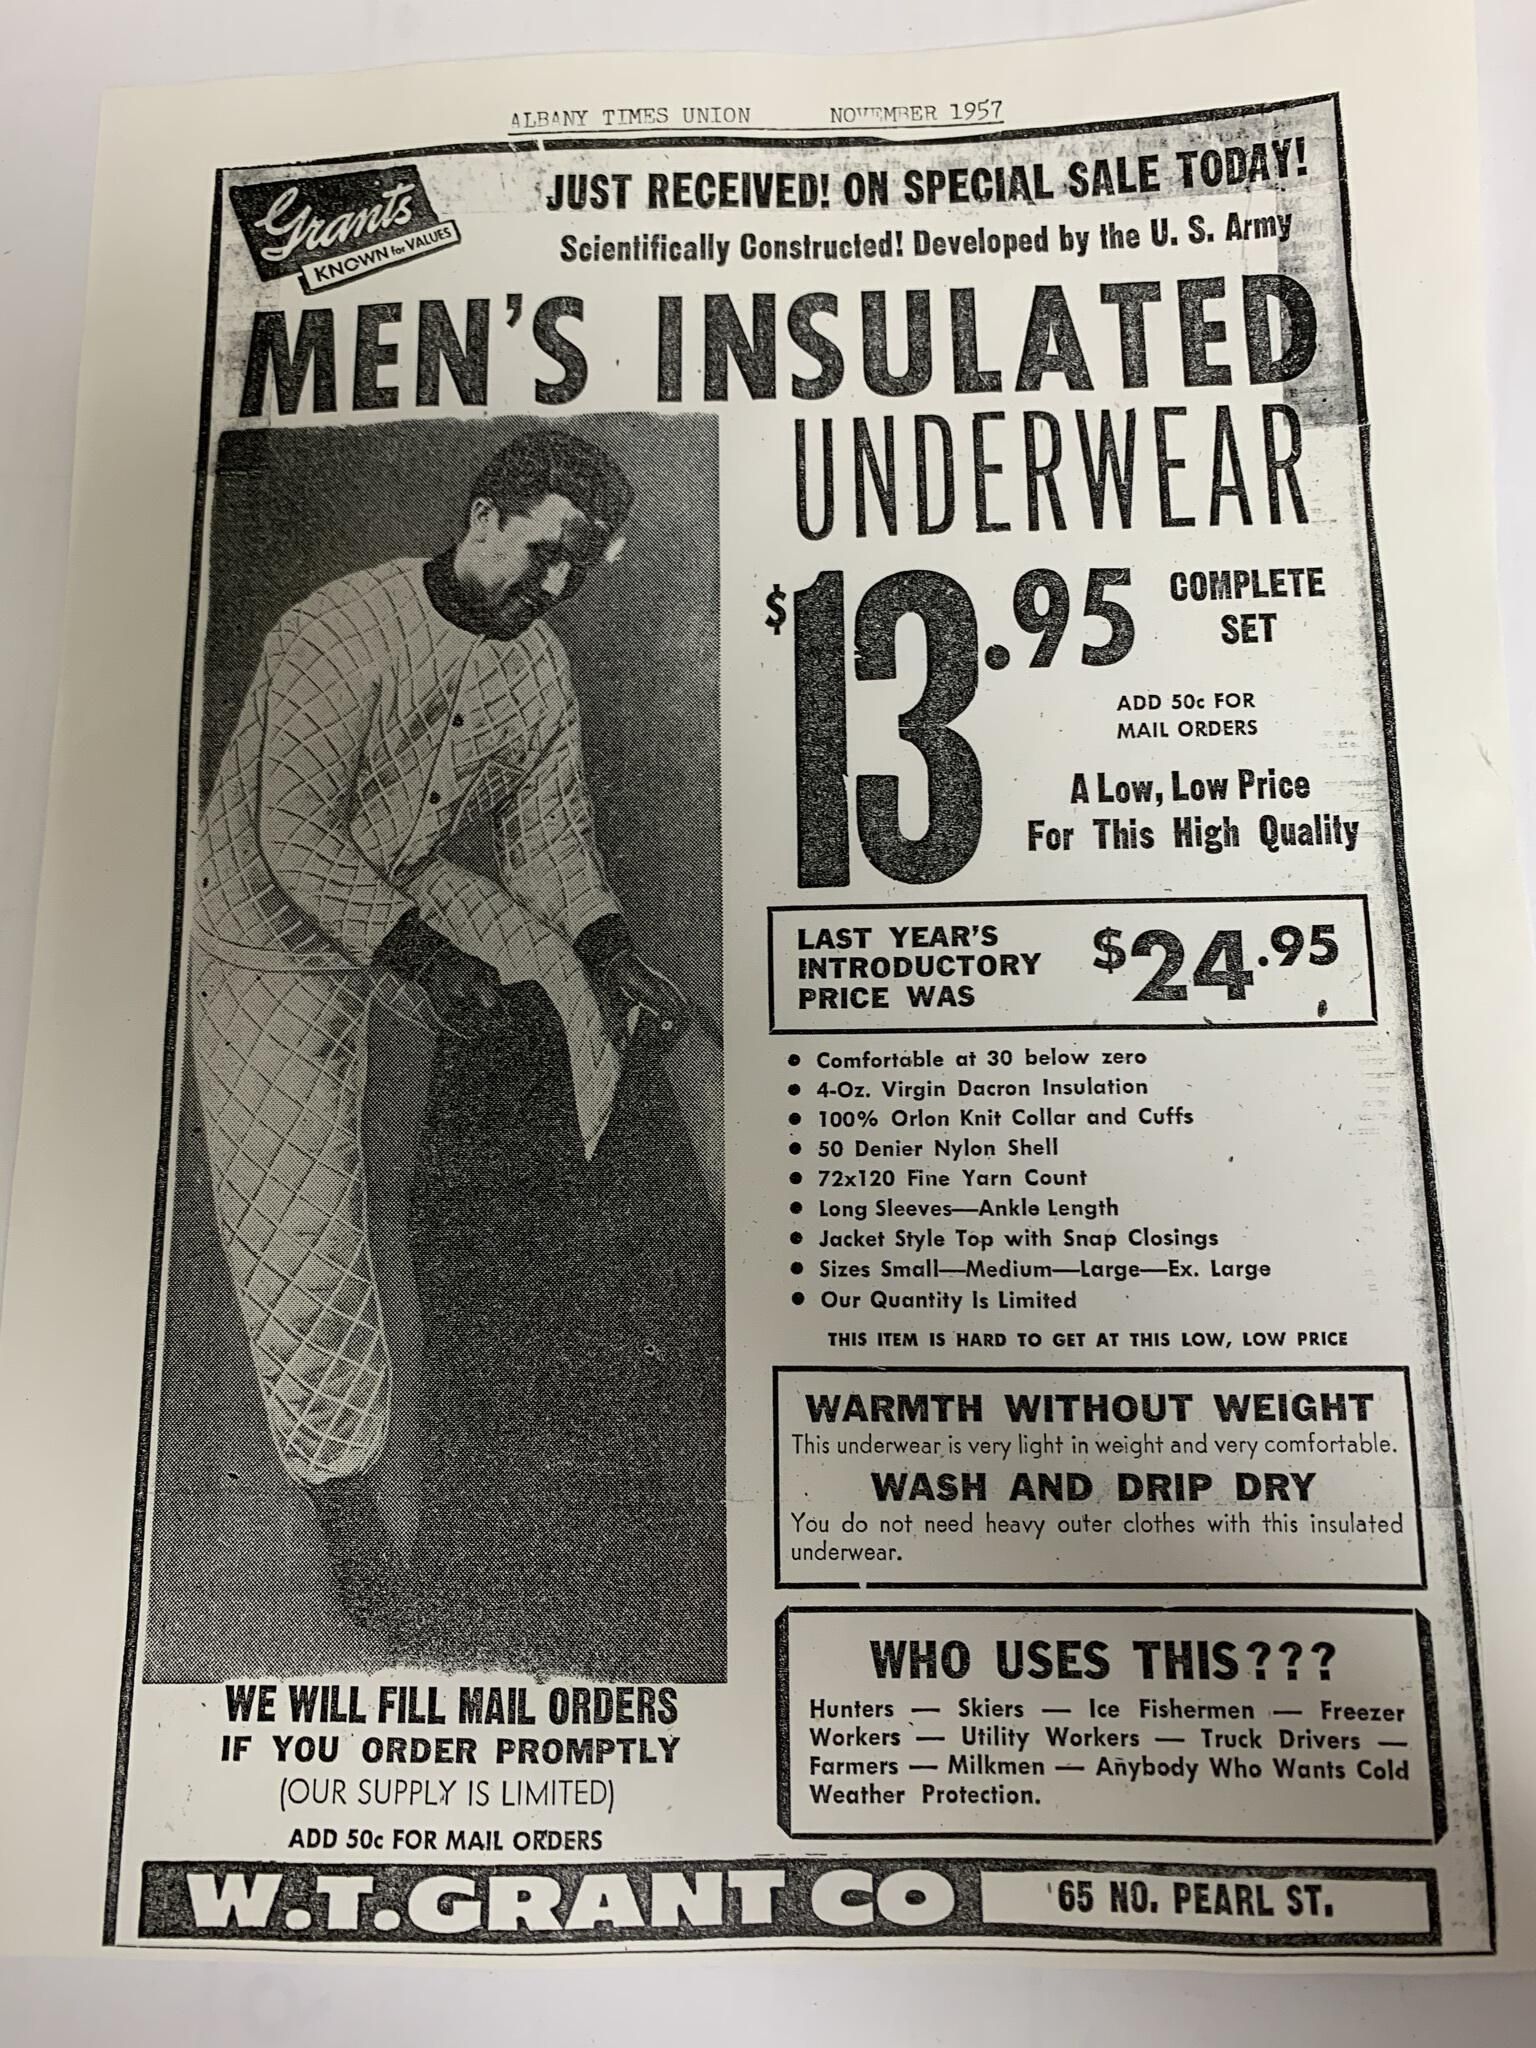 ALBANY TIMES UNION NOVEMBER 1957
Grants
KNOWN for VALUES
JUST RECEIVED! ON SPECIAL SALE TODAY!
Scientifically Constructed! Developed by the U. S. Army
MEN'S INSULATED
UNDERWEAR
$13.95 COMPLETE
SET
ADD 50c FOR
MAIL ORDERS
A Low, Low Price
For This High Quality
LAST YEAR'S
INTRODUCTORY
PRICE WAS
$24.95
• Comfortable at 30 below zero
• 4-Oz. Virgin Dacron Insulation
• 100% Orlon Knit Collar and Cuffs
• 50 Denier Nylon Shell
• 72x120 Fine Yarn Count
• Long Sleeves—Ankle Length
• Jacket Style Top with Snap Closings
• Sizes Small—Medium—Large—Ex. Large
• Our Quantity Is Limited
THIS ITEM IS HARD TO GET AT THIS LOW, LOW PRICE
WARMTH WITHOUT WEIGHT
This underwear is very light in weight and very comfortable.
WASH AND DRIP DRY
You do not need heavy outer clothes with this insulated
underwear.
WHO USES THIS???
Hunters — Skiers — Ice Fishermen — Freezer
Workers — Utility Workers — Truck Drivers —
Farmers — Milkmen — Anybody Who Wants Cold
Weather Protection.
WE WILL FILL MAIL ORDERS
IF YOU ORDER PROMPTLY
(OUR SUPPLY IS LIMITED)
ADD 50c FOR MAIL ORDERS
W.T.GRANT CO
65 NO. PEARL ST.